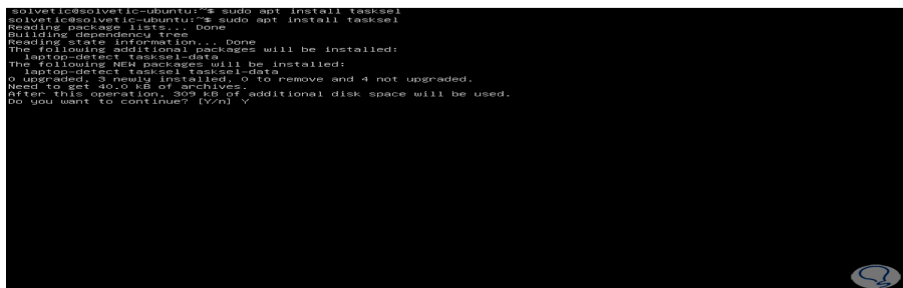 solvetic@solvetic-ubuntu:~$ sudo apt install tasksel
solvetic@solvetic-ubuntu:~$ sudo apt install tasksel
Reading package lists... Done
Building dependency tree
Reading state information... Done
The following additional packages will be installed:
  laptop-detect tasksel-data
The following NEW packages will be installed:
  laptop-detect tasksel tasksel-data
0 upgraded, 3 newly installed, 0 to remove and 4 not upgraded.
Need to get 40.0 kB of archives.
After this operation, 309 kB of additional disk space will be used.
Do you want to continue? [Y/n] Y